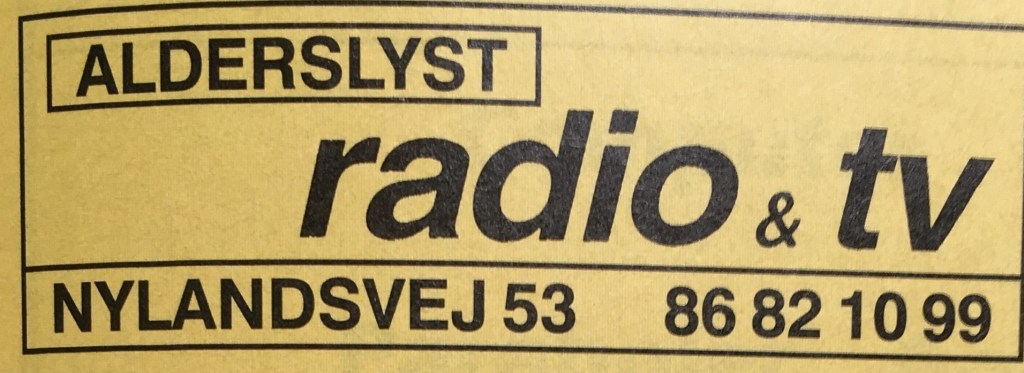 ALDERSLYST
radio & tv
NYLANDSVEJ 53 86 82 10 99